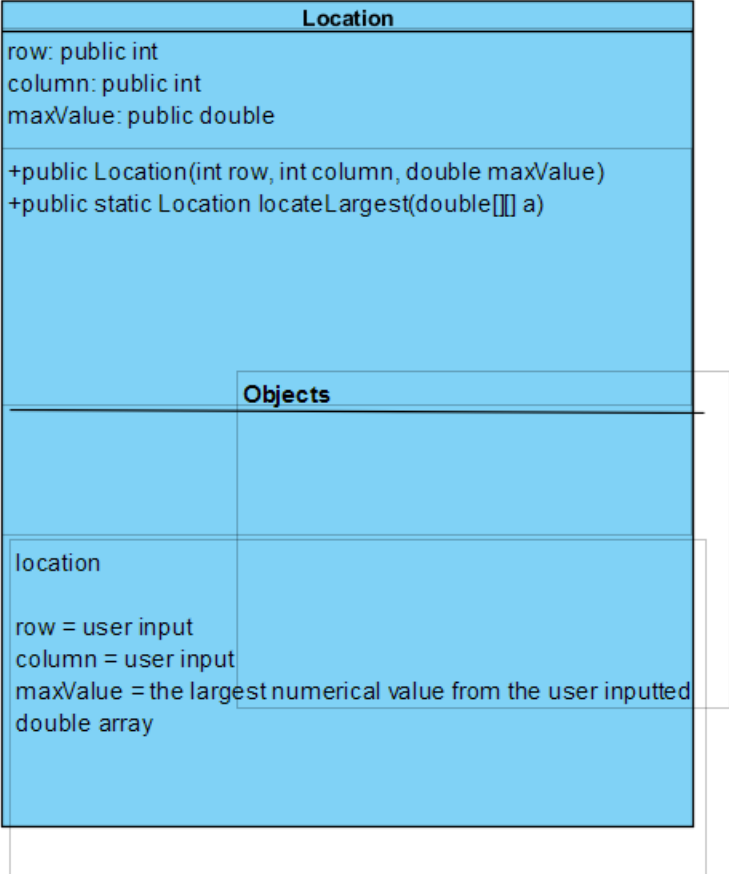 Location
row: public int
column: public int
maxValue: public double
+public Location(int row, int column, double maxValue)
+public static Location locateLargest(double[][] a)
Objects
location
row = user input
column = user input
maxValue = the largest numerical value from the user inputted
double array